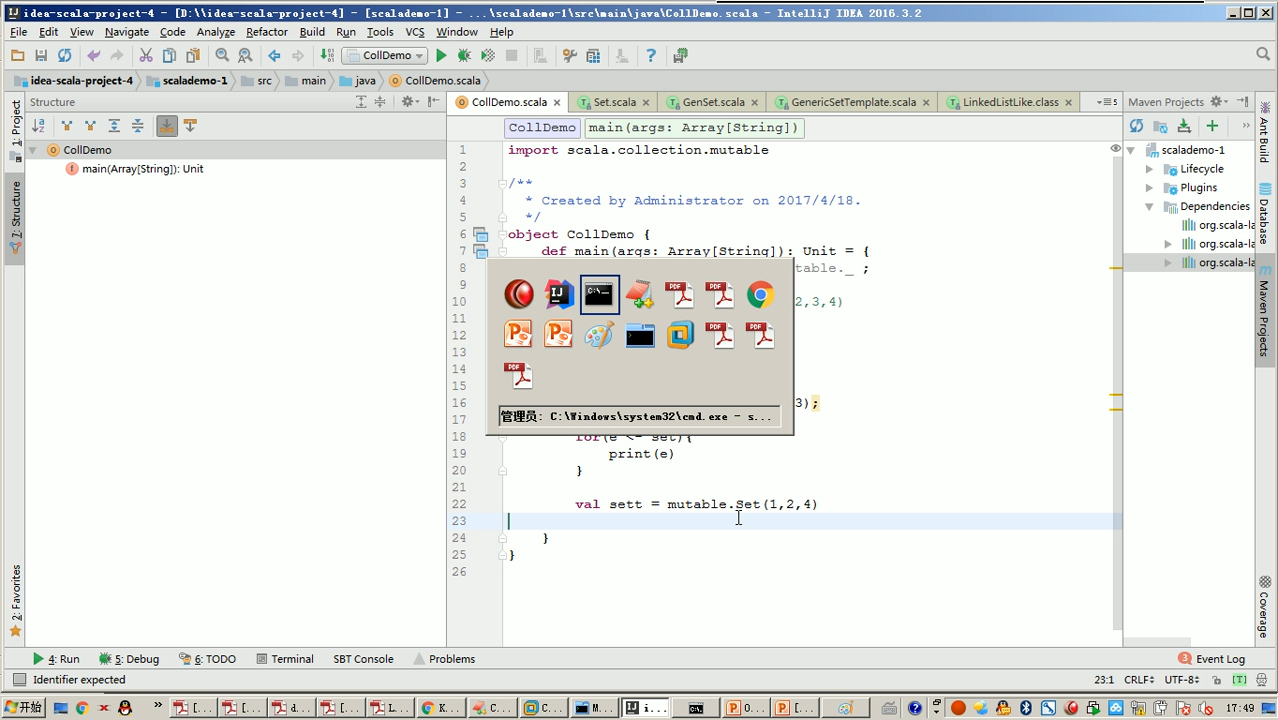 idea-scala-project-4 - [D:\\idea-scala-project-4] - [scalademo-1] - ...\scalademo-1\src\main\java\CollDemo.scala - IntelliJ IDEA 2016.3.2
File Edit View Navigate Code Analyze Refactor Build Run Tools VCS Window Help
CollDemo
idea-scala-project-4 scalademo-1 src main java CollDemo.scala
Structure CollDemo.scala Set.scala GenSet.scala GenericSetTemplate.scala LinkedListLike.class 5 Maven Projects
CollDemo main(args: Array[String])
CollDemo
main(Array[String]): Unit
1 import scala.collection.mutable
2
3 /**
4 * Created by Administrator on 2017/4/18.
5 */
6 object CollDemo {
7 def main(args: Array[String]): Unit = {
8 table._ ;
9
10 2,3,4)
11
12
13
14
15
16 3);
17
18 for(e <- set){
19 print(e)
20 }
21
22 val sett = mutable.Set(1,2,4)
23
24 }
25 }
26
管理员: C:\Windows\system32\cmd.exe - s...
scalademo-1
Lifecycle
Plugins
Dependencies
org.scala-la
org.scala-la
org.scala-la
1: Project
7: Structure
2: Favorites
Ant Build
Database
Maven Projects
Coverage
4: Run 5: Debug 6: TODO Terminal SBT Console Problems 3 Event Log
Identifier expected 23:1 CRLF÷ UTF-8÷ [T]
开始 » [... [... d... L... K... C... C... M... i... O... [... 17:49